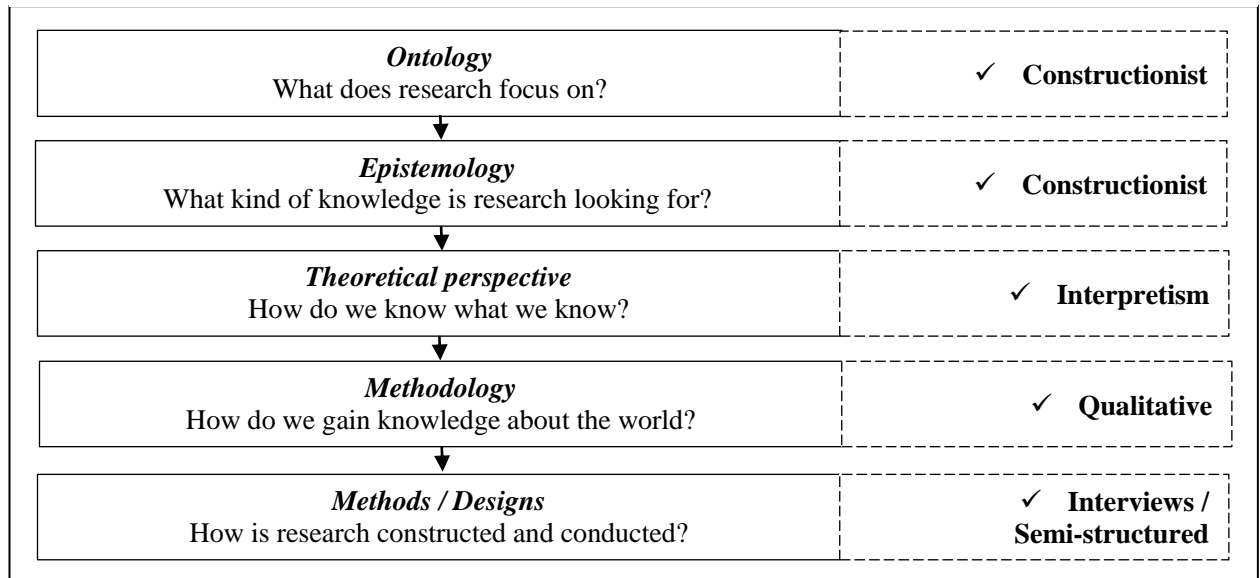 Ontology
What does research focus on?
✓ Constructionist
Epistemology
What kind of knowledge is research looking for?
✓ Constructionist
Theoretical perspective
How do we know what we know?
✓ Interpretism
Methodology
How do we gain knowledge about the world?
✓ Qualitative
Methods / Designs
How is research constructed and conducted?
✓ Interviews /
Semi-structured